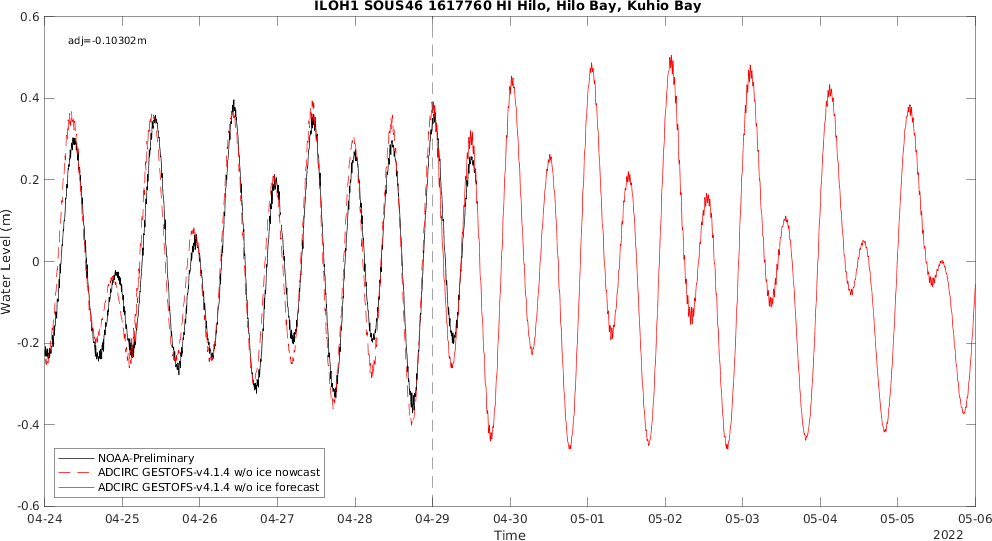 ILOH1 SOUS46 1617760 HI Hilo, Hilo Bay, Kuhio Bay
adj=-0.10302m
0.6
0.4
0.2
0
-0.2
-0.4
-0.6
Water Level (m)
NOAA-Preliminary
ADCIRC GESTOFS-v4.1.4 w/o ice nowcast
ADCIRC GESTOFS-v4.1.4 w/o ice forecast
04-24 04-25 04-26 04-27 04-28 04-29 04-30 05-01 05-02 05-03 05-04 05-05 05-06
Time
2022